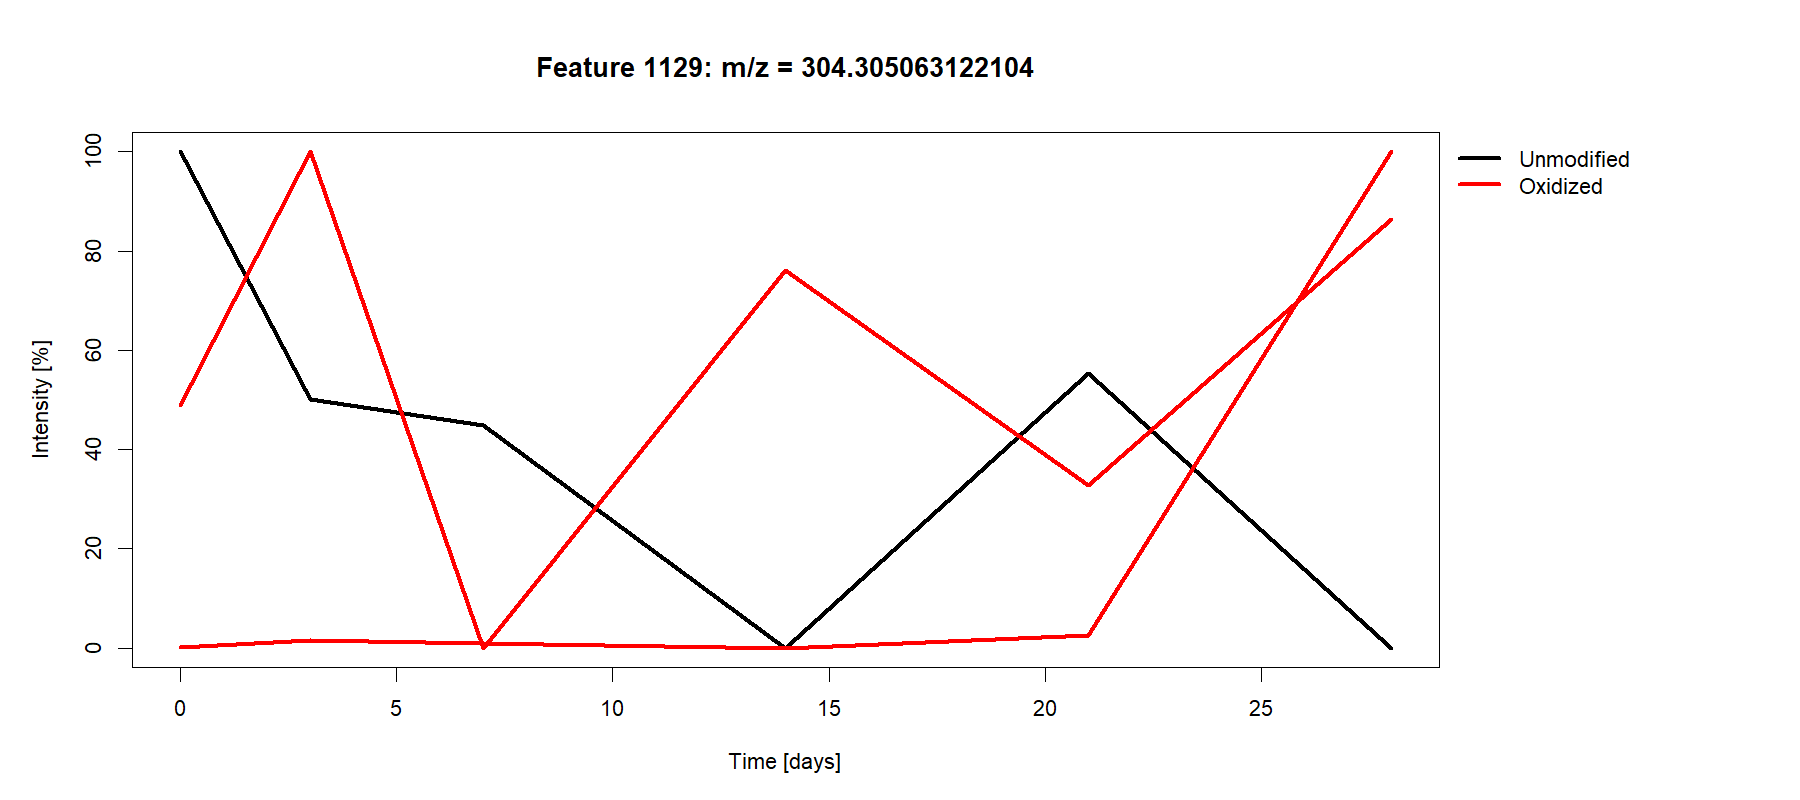 Feature 1129: m/z = 304.305063122104
100
80
60
40
20
0
Intensity [%]
0 5 10 15 20 25
Time [days]
Unmodified
Oxidized